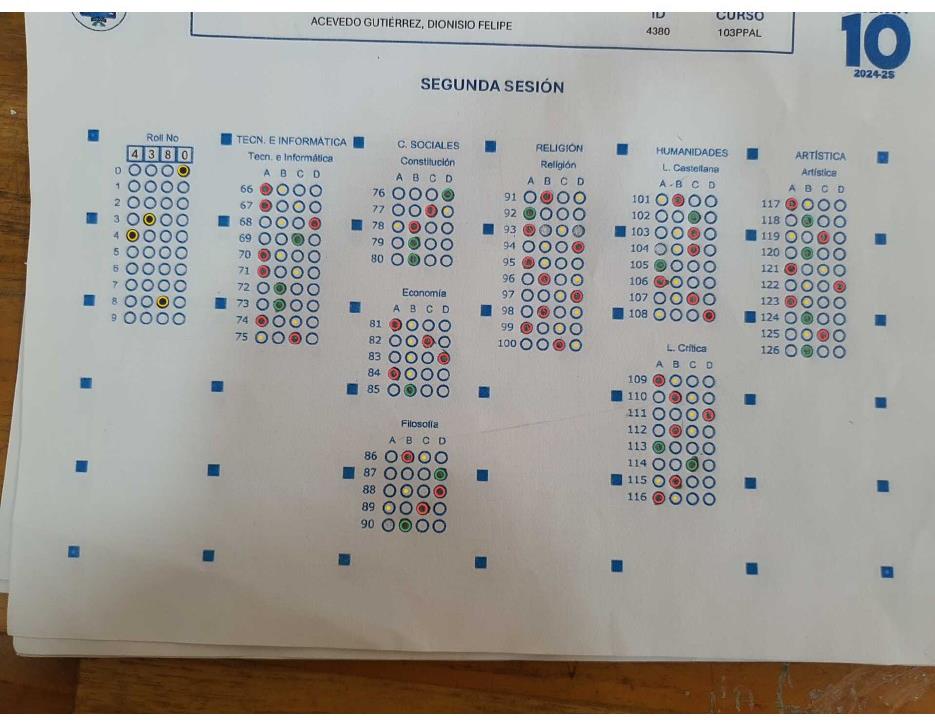 ACEVEDO GUTIÉRREZ, DIONISIO FELIPE
ID CURSO
4380 103PPAL
10
2024-2S
SEGUNDA SESIÓN
Roll No
4 3 8 0
0
1
2
3
4
5
6
7
8
9
TECN. E INFORMÁTICA
Tecn. e Informática
A B C D
66
67
68
69
70
71
72
73
74
75
C. SOCIALES
Constitución
A B C D
76
77
78
79
80
Economía
A B C D
81
82
83
84
85
Filosofía
A B C D
86
87
88
89
90
RELIGIÓN
Religión
A B C D
91
92
93
94
95
96
97
98
99
100
HUMANIDADES
L. Castellana
A B C D
101
102
103
104
105
106
107
108
L. Crítica
A B C D
109
110
111
112
113
114
115
116
ARTÍSTICA
Artística
A B C D
117
118
119
120
121
122
123
124
125
126